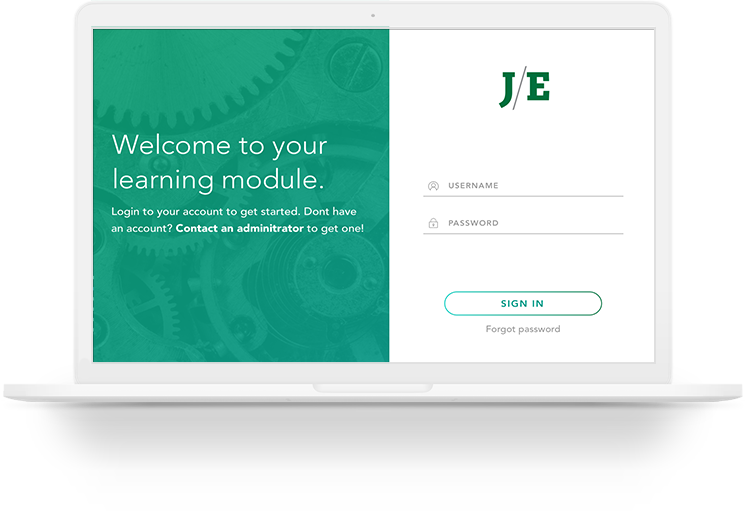 Welcome to your
learning module.
Login to your account to get started. Dont have
an account? Contact an adminitrator to get one!
J/E
USERNAME
PASSWORD
SIGN IN
Forgot password